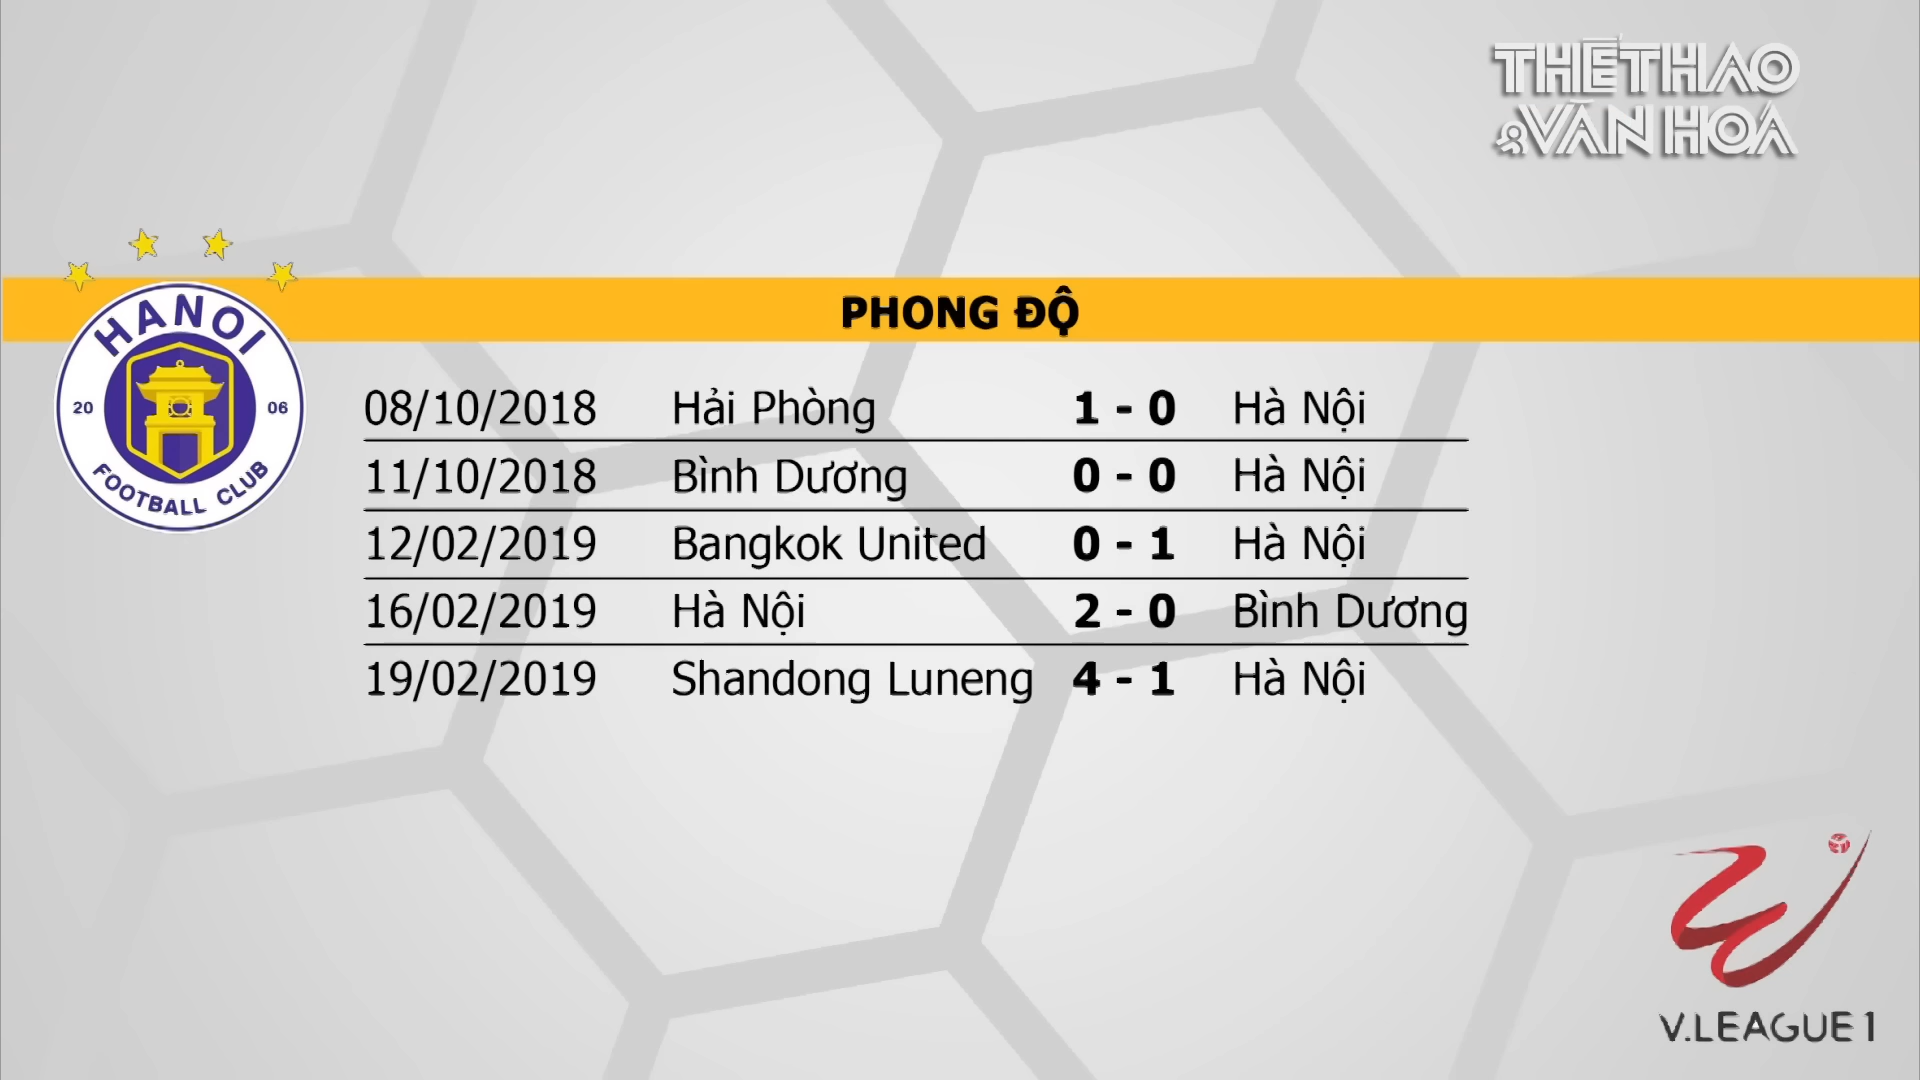 THỂ THAO
& VĂN HOÁ
PHONG ĐỘ
HANOI
20 06
FOOTBALL CLUB
08/10/2018 Hải Phòng 1 - 0 Hà Nội
11/10/2018 Bình Dương 0 - 0 Hà Nội
12/02/2019 Bangkok United 0 - 1 Hà Nội
16/02/2019 Hà Nội 2 - 0 Bình Dương
19/02/2019 Shandong Luneng 4 - 1 Hà Nội
V.LEAGUE 1